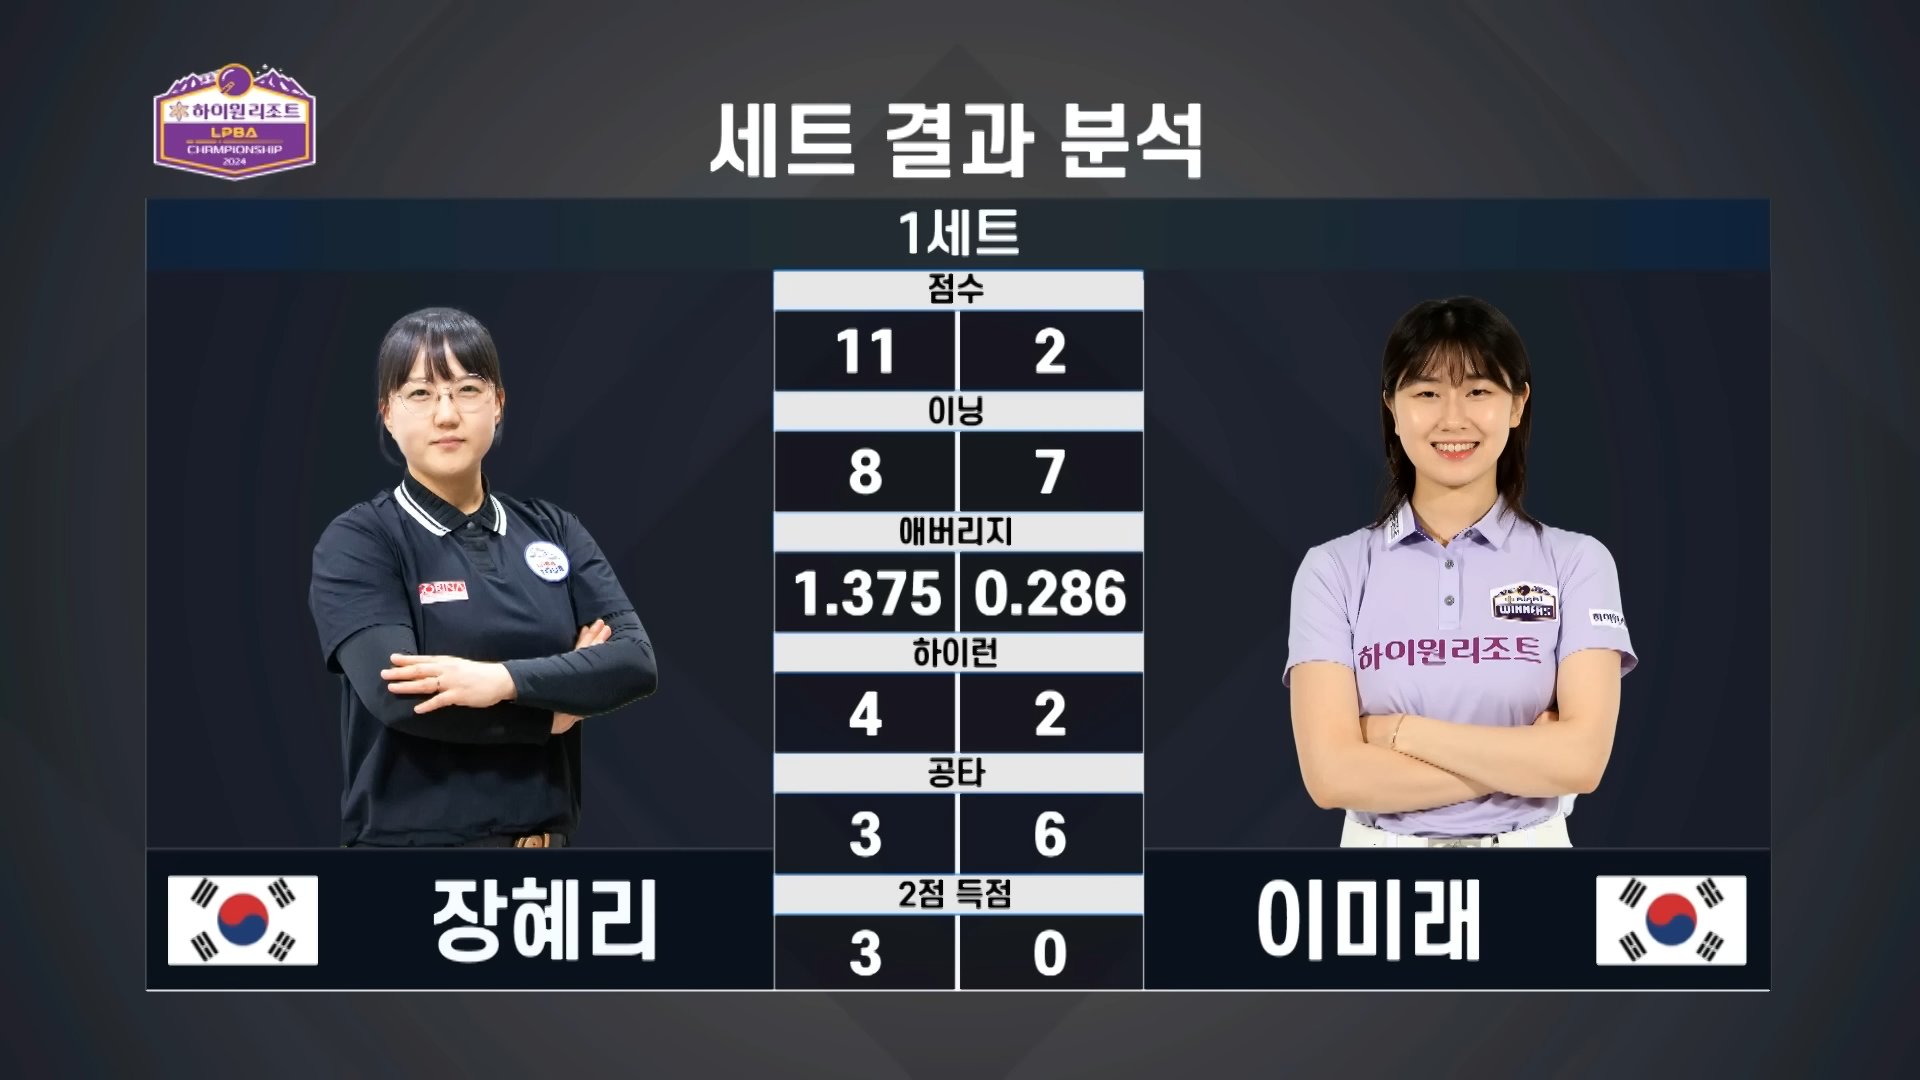 하이원리조트
LPBA
CHAMPIONSHIP
2024
세트 결과 분석
1세트
점수
11 2
이닝
8 7
애버리지
1.375 0.286
하이런
4 2
공타
3 6
2점 득점
3 0
장혜리
이미래
WINNERS
하이원리조트